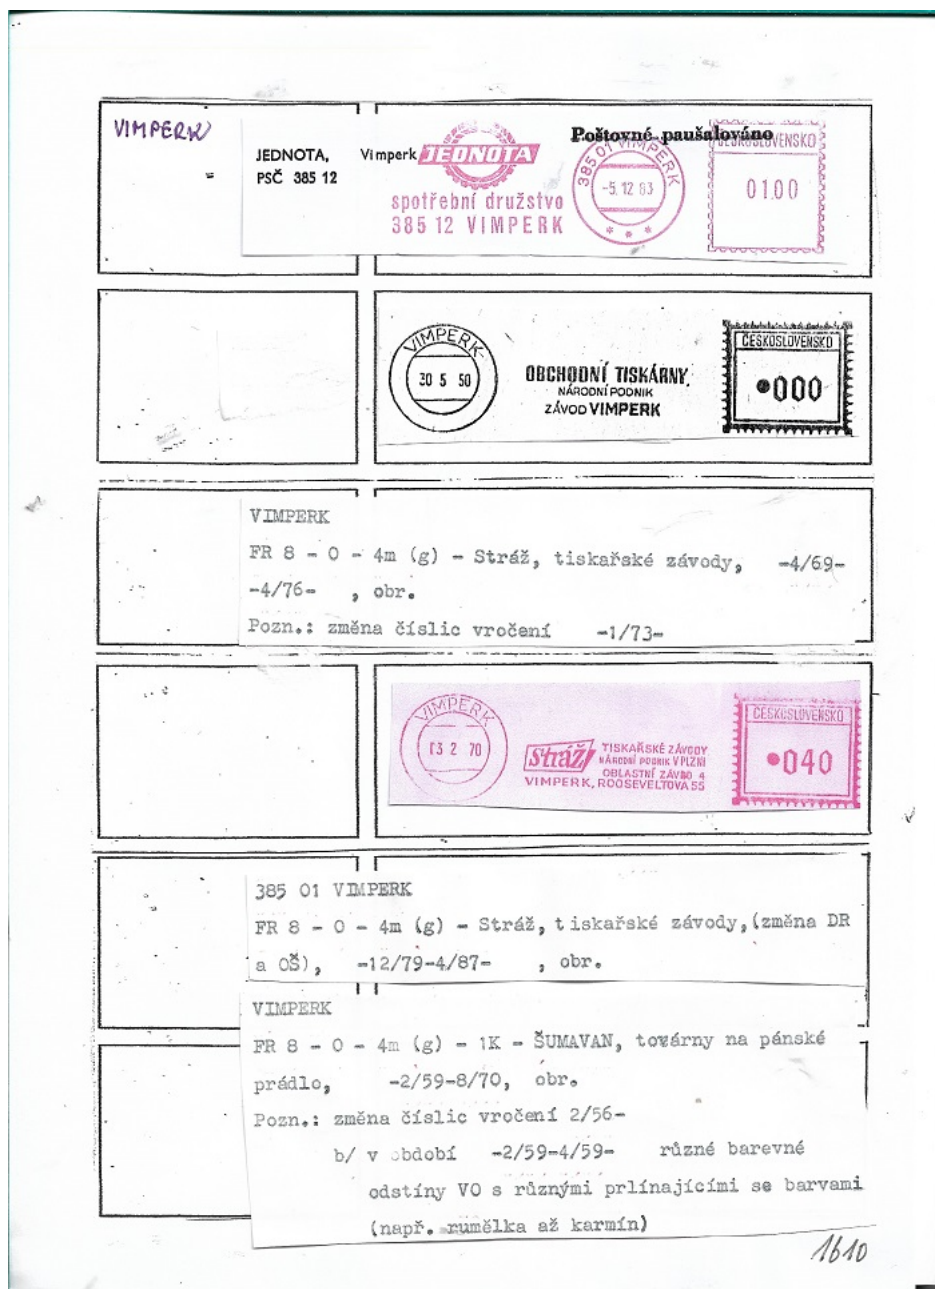 VIMPERK
JEDNOTA, Vimperk
PSČ 385 12
JEDNOTA
spotřební družstvo
385 12 VIMPERK
Poštovné paušalováno
385 01 VIMPERK
-5.12 83
* * *
ČESKOSLOVENSKO
01.00
VIMPERK
30 5 50
OBCHODNÍ TISKÁRNY
NÁRODNÍ PODNIK
ZÁVOD VIMPERK
ČESKOSLOVENSKO
*000
VIMPERK
FR 8 - 0 - 4m (g) - Stráž, tiskařské závody, -4/69-
-4/76- , obr.
Pozn.: změna číslic vročení -1/73-
VIMPERK
13 2 70
Stráž
TISKAŘSKÉ ZÁVODY
NÁRODNÍ PODNIK V PLZNI
OBLASTNÍ ZÁVOD 4
VIMPERK, ROOSEVELTOVA 55
ČESKOSLOVENSKO
*040
385 01 VIMPERK
FR 8 - 0 - 4m (g) - Stráž, tiskařské závody,(změna DR
a OŠ), -12/79-4/87- , obr.
VIMPERK
FR 8 - 0 - 4m (g) - 1K - ŠUMAVAN, továrny na pánské
prádlo, -2/59-8/70, obr.
Pozn.: změna číslic vročení 2/56-
b/ v období -2/59-4/59- různé barevné
odstíny VO s různými prlínajícími se barvami
(např. rumělka až karmín)
1610